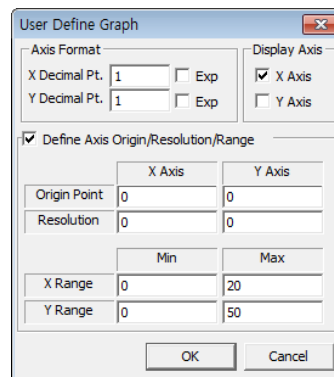 User Define Graph
Axis Format
Display Axis
X Decimal Pt. 1 Exp
X Axis
Y Decimal Pt. 1 Exp
Y Axis
Define Axis Origin/Resolution/Range
X Axis Y Axis
Origin Point 0 0
Resolution 0 0
Min Max
X Range 0 20
Y Range 0 50
OK Cancel